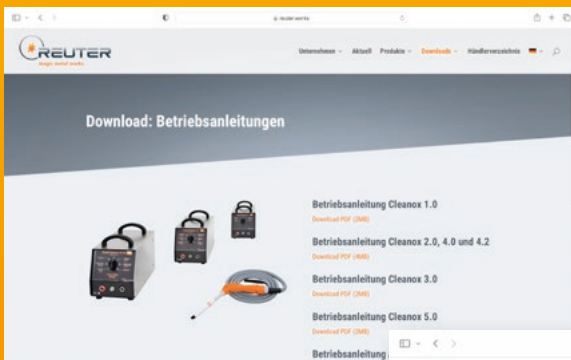 reuter.works
REUTER
magic metal works
Unternehmen Aktuell Produkte Downloads Händlerverzeichnis
Download: Betriebsanleitungen
Betriebsanleitung Cleanox 1.0
Download PDF (2MB)
Betriebsanleitung Cleanox 2.0, 4.0 und 4.2
Download PDF (4MB)
Betriebsanleitung Cleanox 3.0
Download PDF (2MB)
Betriebsanleitung Cleanox 5.0
Download PDF (2MB)
Betriebsanleitung